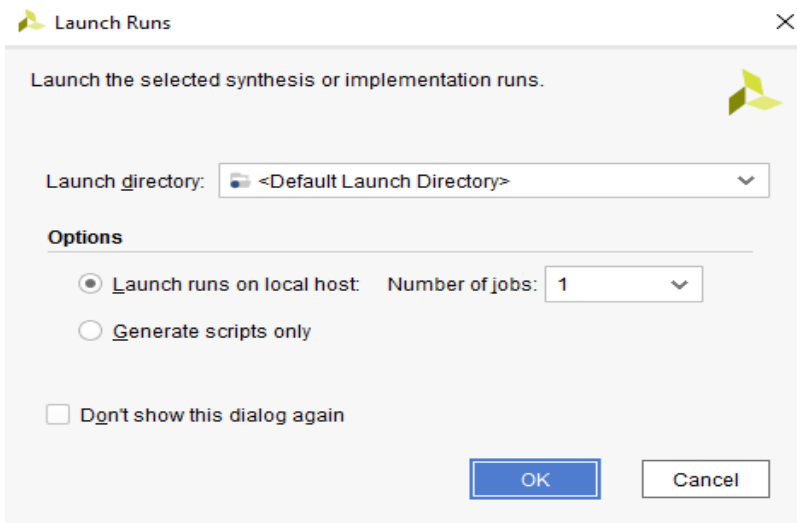 Launch Runs
Launch the selected synthesis or implementation runs.
Launch directory: <Default Launch Directory>
Options
Launch runs on local host: Number of jobs: 1
Generate scripts only
Don't show this dialog again
OK Cancel